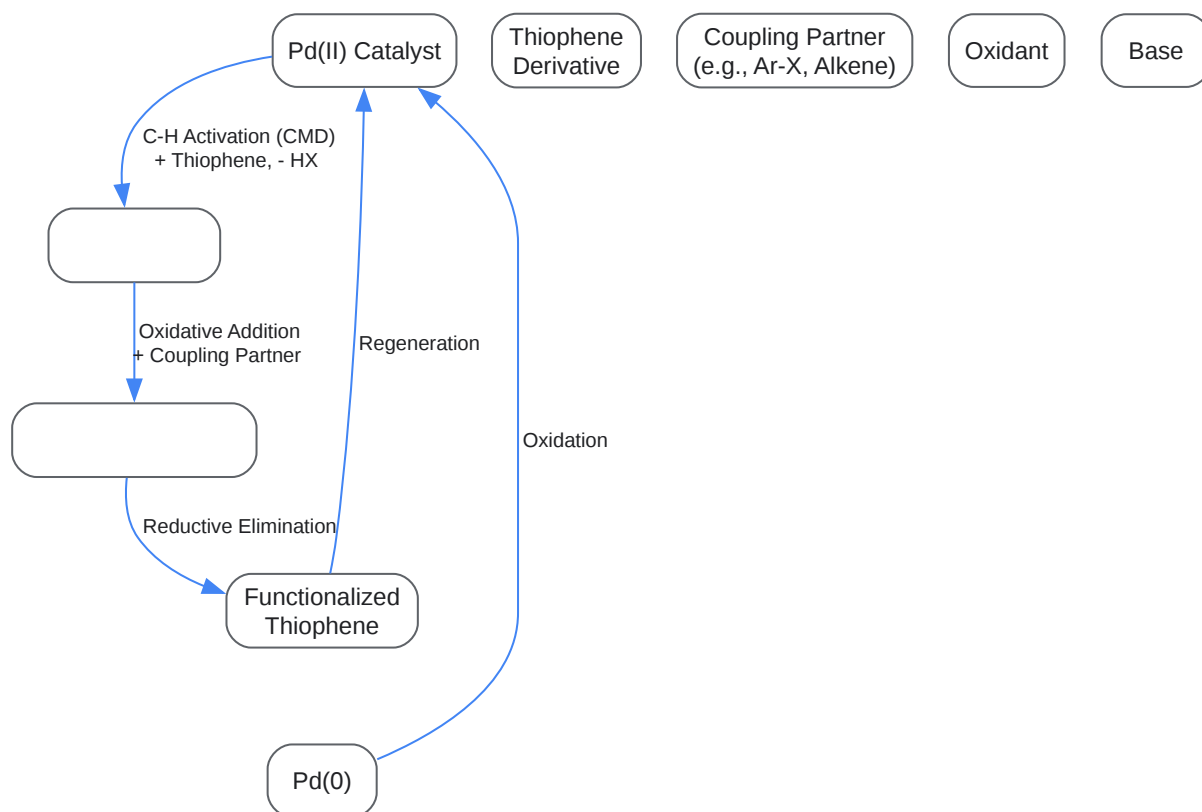 Pd(II) Catalyst
Thiophene
Derivative
Coupling Partner
(e.g., Ar-X, Alkene)
Oxidant
Base
C-H Activation (CMD)
+ Thiophene, - HX
Oxidative Addition
+ Coupling Partner
Regeneration
Oxidation
Reductive Elimination
Functionalized
Thiophene
Pd(0)